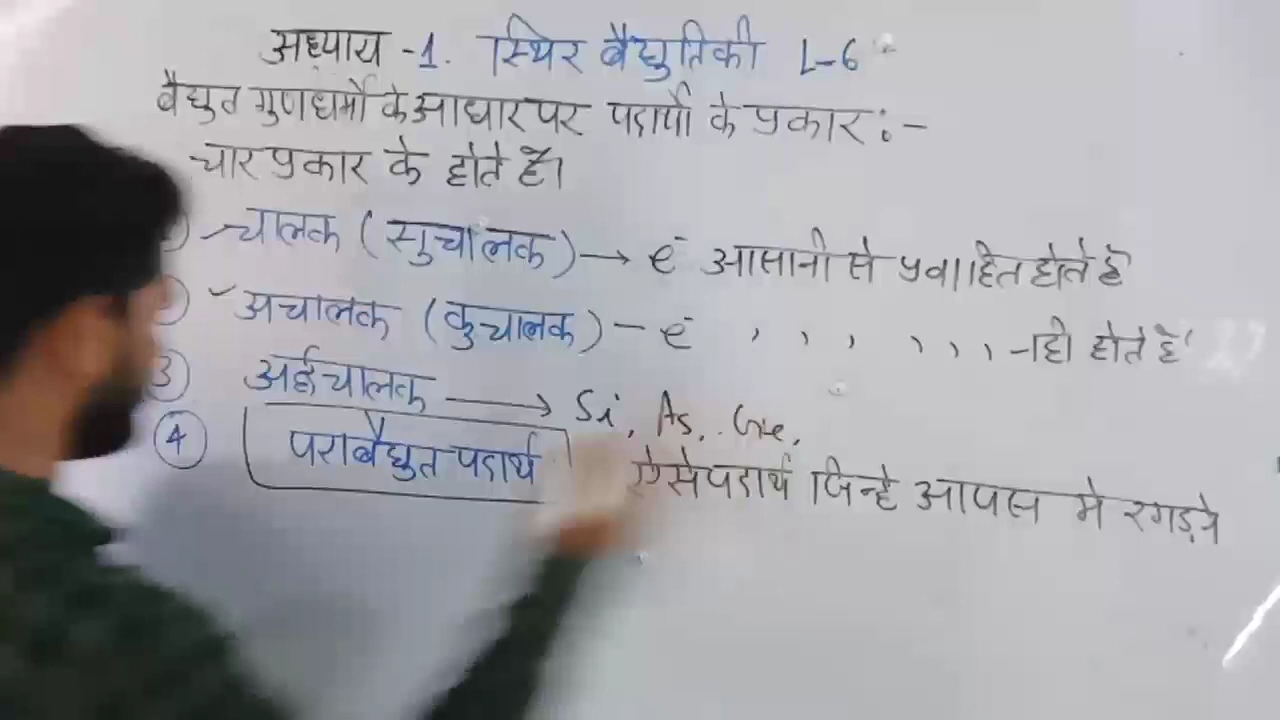 अध्याय -1. स्थिर वैद्युतिकी L-6
वैद्युत गुणधर्मो के आधार पर पदार्थो के प्रकार :-
चार प्रकार के होते है।
चालक (सुचालक) → e⁻ आसानी से प्रवाहित होते है
अचालक (कुचालक) - e⁻ , , , , , , , नही होते है
3) अर्द्धचालक → Si, As, Ge,
4 परावैद्युत पदार्थ ऐसे पदार्थ जिन्हे आपस मे रगड़ने